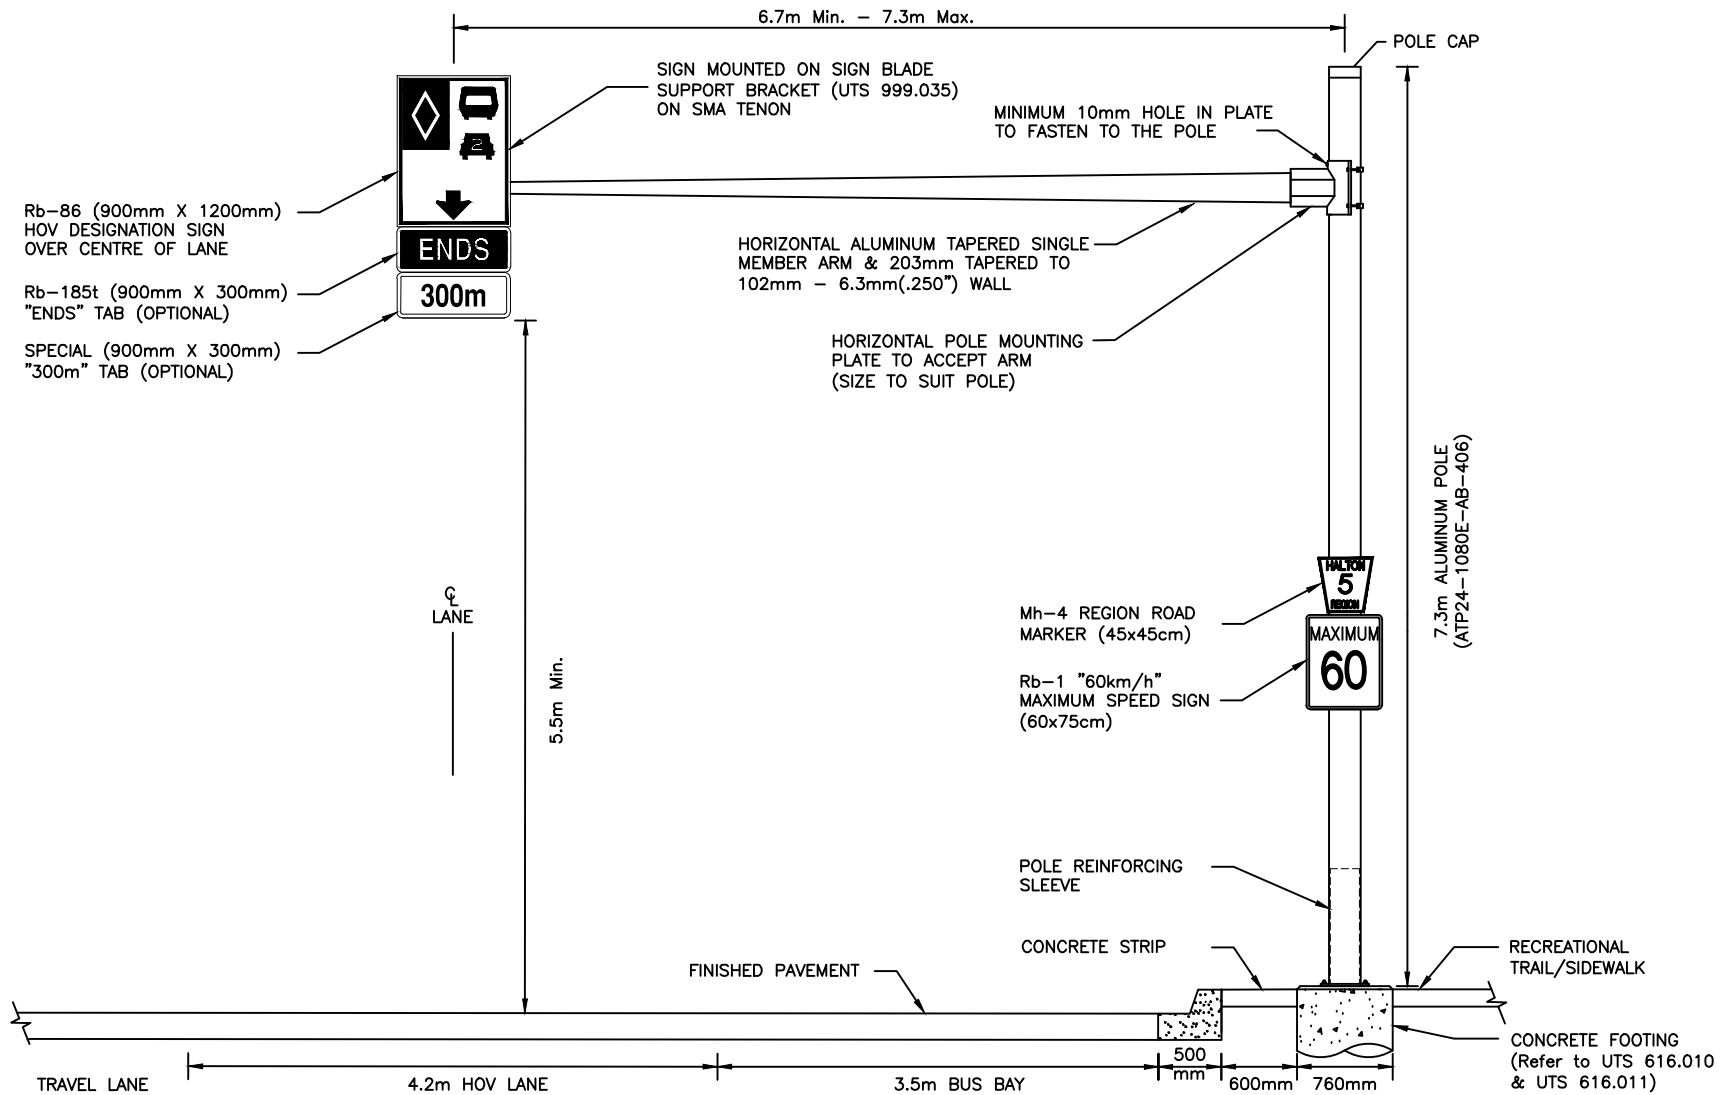 6.7m Min. – 7.3m Max.
POLE CAP
SIGN MOUNTED ON SIGN BLADE
SUPPORT BRACKET (UTS 999.035)
ON SMA TENON
MINIMUM 10mm HOLE IN PLATE
TO FASTEN TO THE POLE
2
Rb–86 (900mm X 1200mm)
HOV DESIGNATION SIGN
OVER CENTRE OF LANE
ENDS
Rb–185t (900mm X 300mm)
"ENDS" TAB (OPTIONAL)
300m
SPECIAL (900mm X 300mm)
"300m" TAB (OPTIONAL)
HORIZONTAL ALUMINUM TAPERED SINGLE
MEMBER ARM & 203mm TAPERED TO
102mm – 6.3mm(.250") WALL
HORIZONTAL POLE MOUNTING
PLATE TO ACCEPT ARM
(SIZE TO SUIT POLE)
7.3m ALUMINUM POLE
(ATP24–1080E–AB–406)
℄
LANE
5.5m Min.
HALTON
5
REGION
Mh–4 REGION ROAD
MARKER (45x45cm)
MAXIMUM
60
Rb–1 "60km/h"
MAXIMUM SPEED SIGN
(60x75cm)
POLE REINFORCING
SLEEVE
CONCRETE STRIP
RECREATIONAL
TRAIL/SIDEWALK
FINISHED PAVEMENT
CONCRETE FOOTING
(Refer to UTS 616.010
& UTS 616.011)
TRAVEL LANE
4.2m HOV LANE
3.5m BUS BAY
500
mm
600mm
760mm